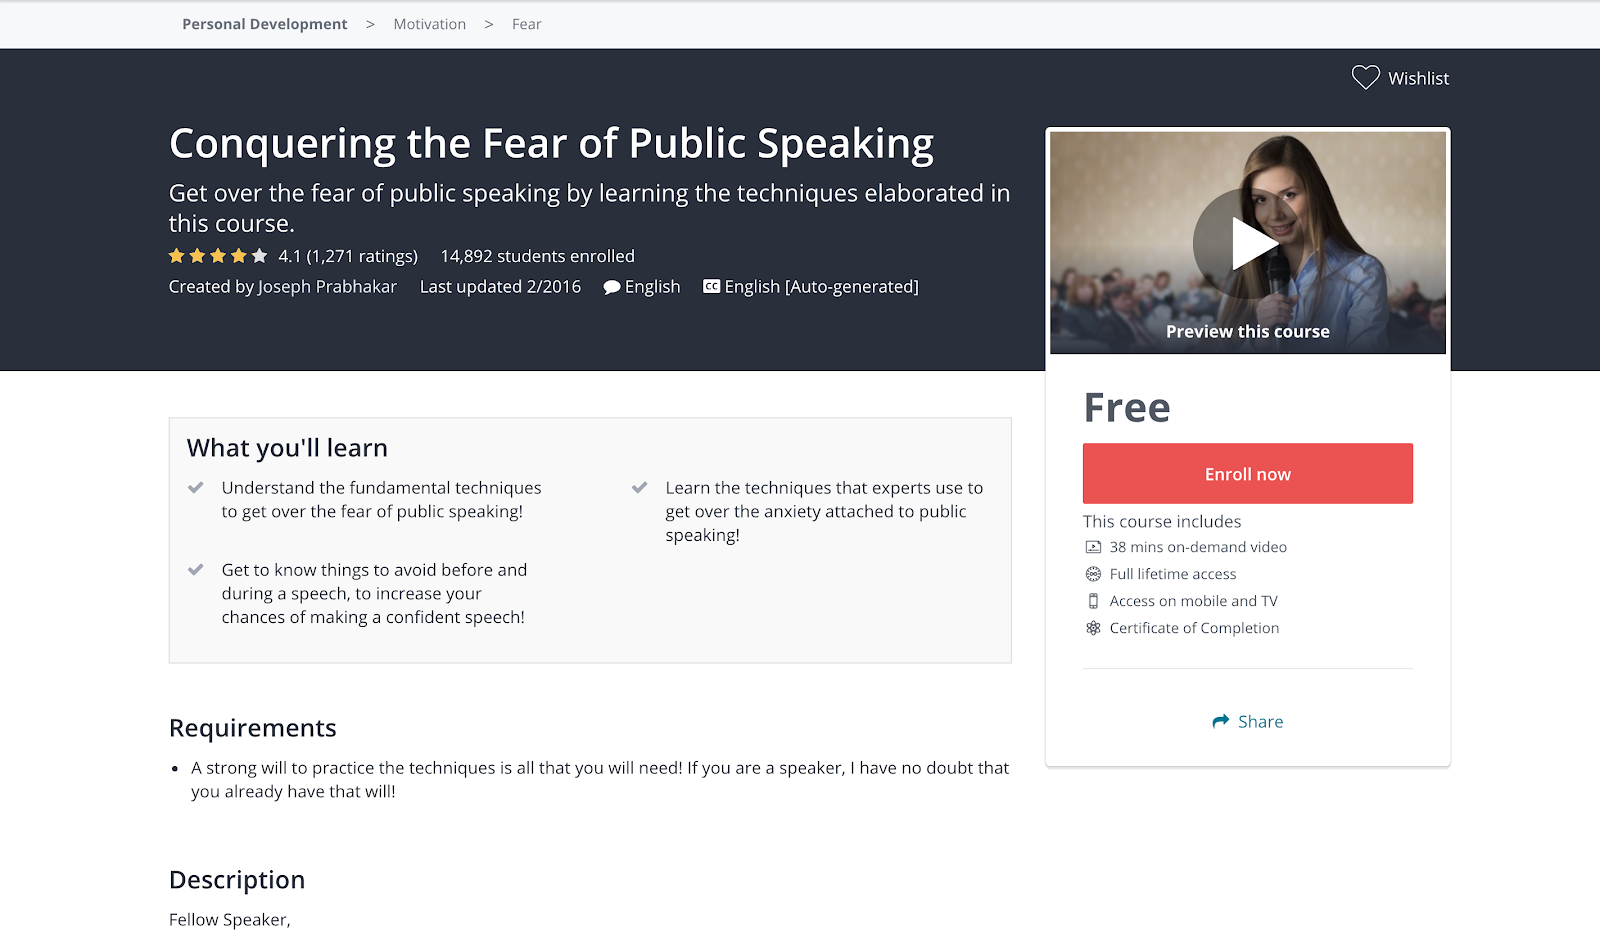 Personal Development > Motivation > Fear
Wishlist
Conquering the Fear of Public Speaking
Get over the fear of public speaking by learning the techniques elaborated in
this course.
4.1 (1,271 ratings) 14,892 students enrolled
Created by Joseph Prabhakar Last updated 2/2016 English CC English [Auto-generated]
Preview this course
Free
Enroll now
This course includes
38 mins on-demand video
Full lifetime access
Access on mobile and TV
Certificate of Completion
Share
What you'll learn
Understand the fundamental techniques
to get over the fear of public speaking!
Learn the techniques that experts use to
get over the anxiety attached to public
speaking!
Get to know things to avoid before and
during a speech, to increase your
chances of making a confident speech!
Requirements
• A strong will to practice the techniques is all that you will need! If you are a speaker, I have no doubt that
you already have that will!
Description
Fellow Speaker,